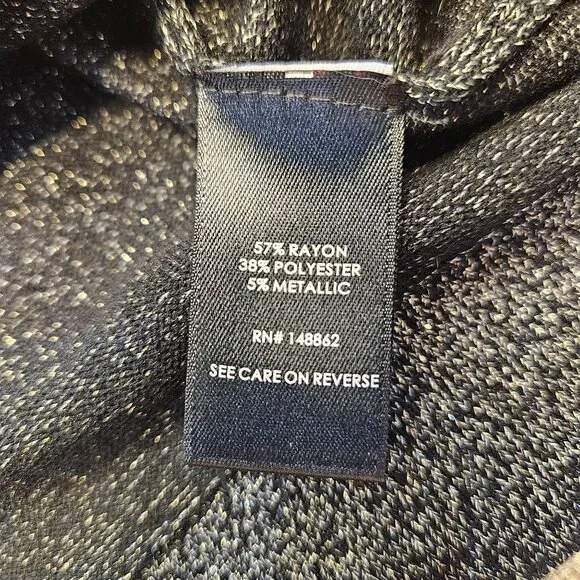 57% RAYON
38% POLYESTER
5% METALLIC
RN# 148862
SEE CARE ON REVERSE